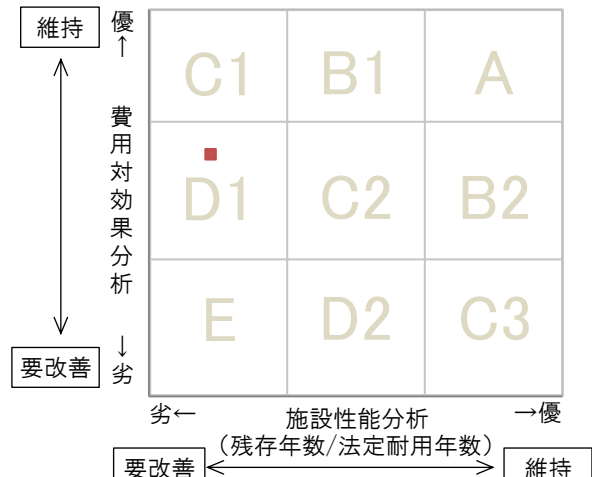 維持
優
↑
費用対効果分析
↓
劣
要改善
C1 B1 A
D1 C2 B2
E D2 C3
劣← 施設性能分析 →優
（残存年数/法定耐用年数）
要改善 維持